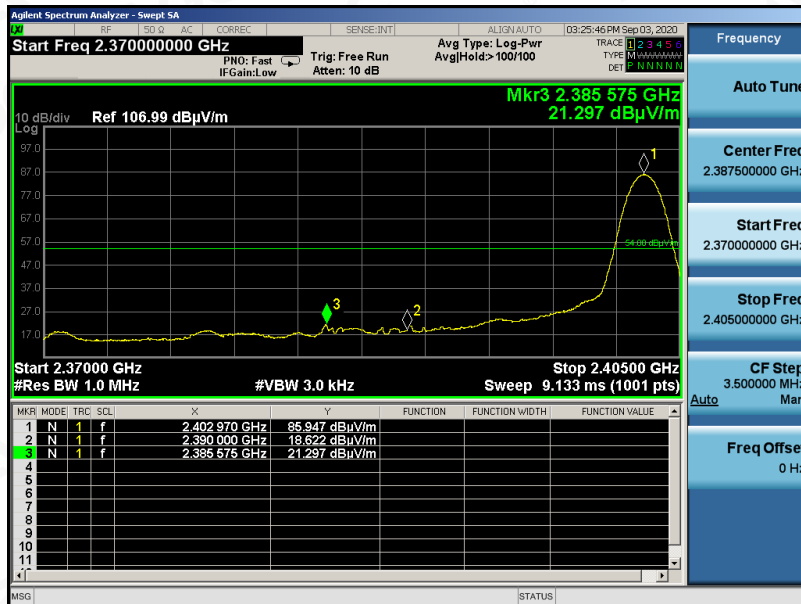 Agilent Spectrum Analyzer - Swept SA
LXI RF 50 Ω AC CORREC SENSE:INT ALIGN AUTO 03:25:46 PM Sep 03, 2020
Start Freq 2.370000000 GHz
PNO: Fast
IFGain:Low
Trig: Free Run
Atten: 10 dB
Avg Type: Log-Pwr
Avg|Hold:> 100/100
TRACE 1 2 3 4 5 6
TYPE M
DET P N N N N N
Mkr3 2.385 575 GHz
21.297 dBµV/m
10 dB/div Ref 106.99 dBµV/m
Log
97.0
87.0
77.0
67.0
57.0
47.0
37.0
27.0
17.0
1
54.00 dBµV/m
3
2
Start 2.37000 GHz Stop 2.40500 GHz
#Res BW 1.0 MHz #VBW 3.0 kHz Sweep 9.133 ms (1001 pts)
MKR MODE TRC SCL X Y FUNCTION FUNCTION WIDTH FUNCTION VALUE
1 N 1 f 2.402 970 GHz 85.947 dBµV/m
2 N 1 f 2.390 000 GHz 18.622 dBµV/m
3 N 1 f 2.385 575 GHz 21.297 dBµV/m
4
5
6
7
8
9
10
11
MSG STATUS
Frequency
Auto Tune
Center Freq
2.387500000 GHz
Start Freq
2.370000000 GHz
Stop Freq
2.405000000 GHz
CF Step
3.500000 MHz
Auto Man
Freq Offset
0 Hz